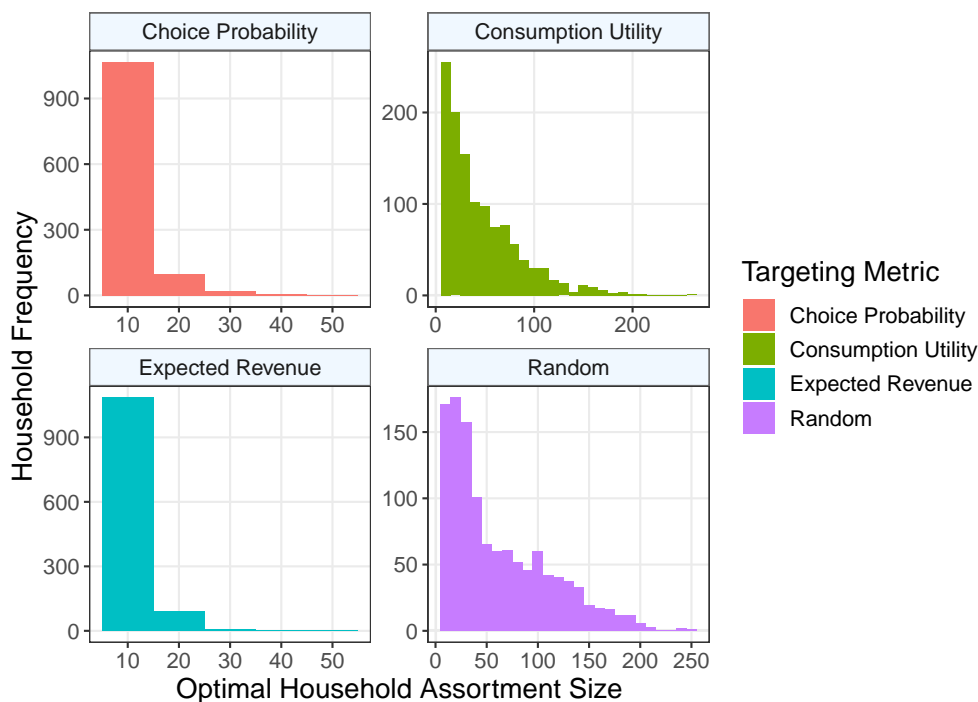 Choice Probability
Consumption Utility
900
600
300
0
200
100
0
10 20 30 40 50
0 100 200
Expected Revenue
Random
900
600
300
0
150
100
50
0
10 20 30 40 50
0 50 100 150 200 250
Household Frequency
Optimal Household Assortment Size
Targeting Metric
Choice Probability
Consumption Utility
Expected Revenue
Random